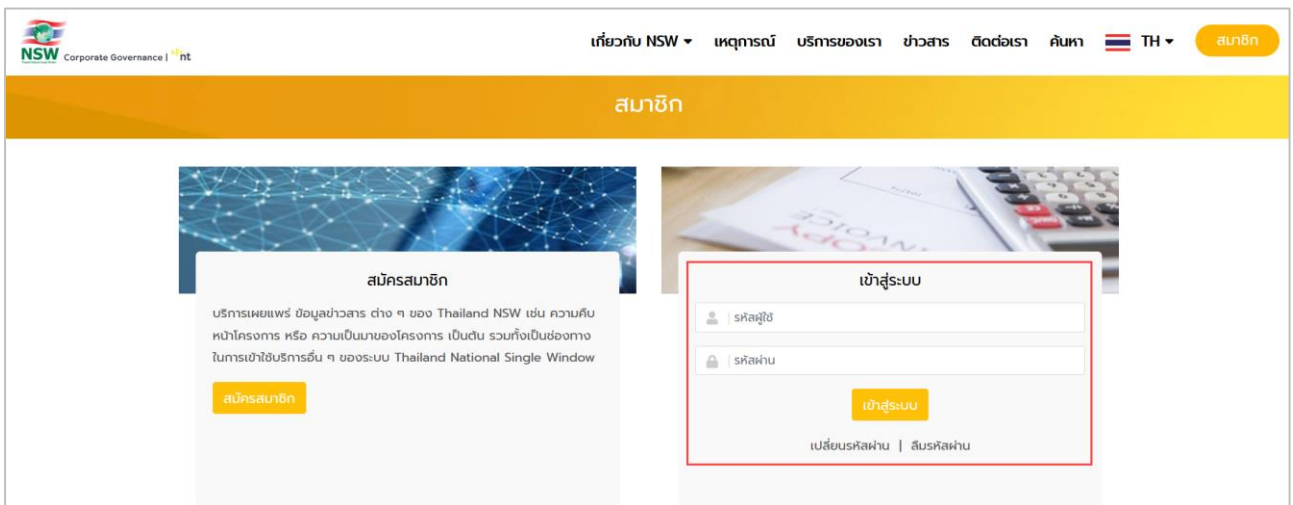 NSW Corporate Governance | nt
เกี่ยวกับ NSW เหตุการณ์ บริการของเรา ข่าวสาร ติดต่อเรา ค้นหา TH สมาชิก
สมาชิก
สมัครสมาชิก
บริการเผยแพร่ ข้อมูลข่าวสาร ต่าง ๆ ของ Thailand NSW เช่น ความคืบ
หน้าโครงการ หรือ ความเป็นมาของโครงการ เป็นต้น รวมทั้งเป็นช่องทาง
ในการเข้าใช้บริการอื่น ๆ ของระบบ Thailand National Single Window
สมัครสมาชิก
INVOICE
COPY
เข้าสู่ระบบ
รหัสผู้ใช้
รหัสผ่าน
เข้าสู่ระบบ
เปลี่ยนรหัสผ่าน | ลืมรหัสผ่าน